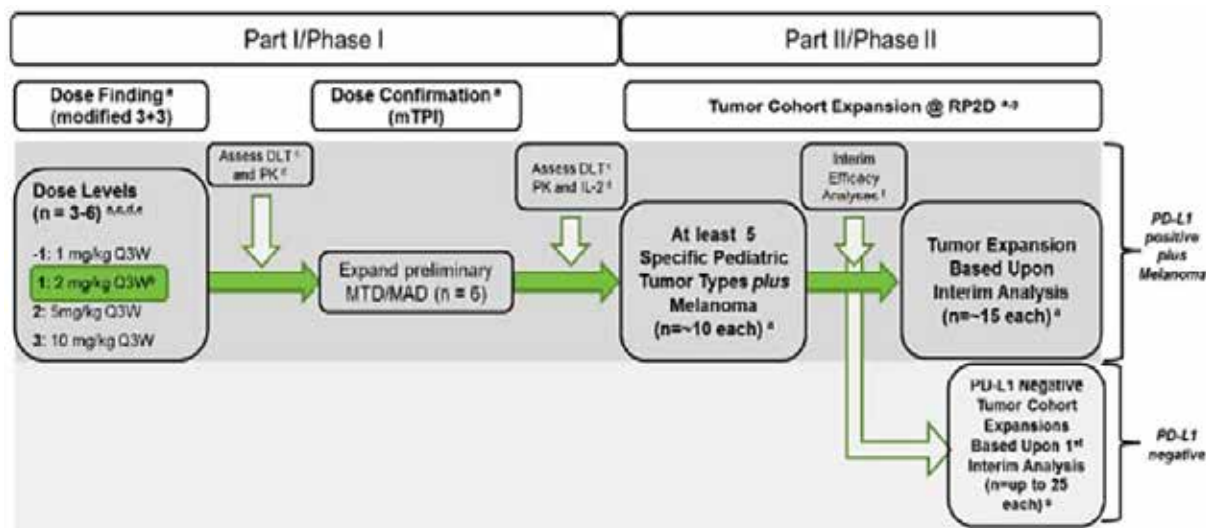 Part I/Phase I
Part II/Phase II
Dose Finding ᵃ
(modified 3+3)
Dose Confirmation ᵃ
(mTPI)
Tumor Cohort Expansion @ RP2D
Assess DLT ᶜ
and PK ᵈ
Assess DLT ᶜ
PK and IL-2 ᵈ
Interim
Efficacy
Analyses ᶠ
Dose Levels
(n = 3-6) ᵃ,ᶜ,ᵈ,ᵉ
-1: 1 mg/kg Q3W
1: 2 mg/kg Q3W
2: 5mg/kg Q3W
3: 10 mg/kg Q3W
Expand preliminary
MTD/MAD (n = 6)
At least 5
Specific Pediatric
Tumor Types plus
Melanoma
(n=~10 each) ᵃ
Tumor Expansion
Based Upon
Interim Analysis
(n=~15 each) ᵃ
PD-L1
positive
plus
Melanoma
PD-L1 Negative
Tumor Cohort
Expansions
Based Upon 1ˢᵗ
Interim Analysis
(n=up to 25
each)
PD-L1
negative